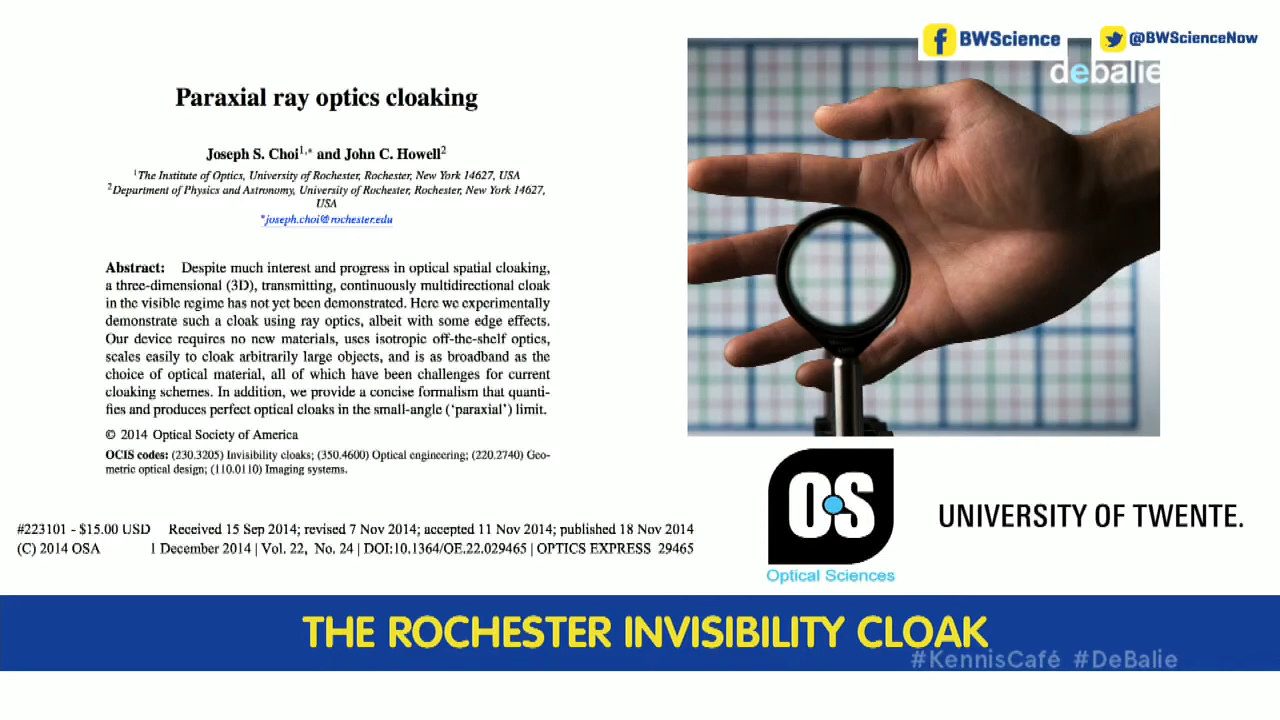 BWScience
@BWScienceNow
debalie
Paraxial ray optics cloaking
Joseph S. Choi1,* and John C. Howell2
1The Institute of Optics, University of Rochester, Rochester, New York 14627, USA
2Department of Physics and Astronomy, University of Rochester, Rochester, New York 14627,
USA
*joseph.choi@rochester.edu
Abstract: Despite much interest and progress in optical spatial cloaking,
a three-dimensional (3D), transmitting, continuously multidirectional cloak
in the visible regime has not yet been demonstrated. Here we experimentally
demonstrate such a cloak using ray optics, albeit with some edge effects.
Our device requires no new materials, uses isotropic off-the-shelf optics,
scales easily to cloak arbitrarily large objects, and is as broadband as the
choice of optical material, all of which have been challenges for current
cloaking schemes. In addition, we provide a concise formalism that quanti-
fies and produces perfect optical cloaks in the small-angle (‘paraxial’) limit.
© 2014 Optical Society of America
OCIS codes: (230.3205) Invisibility cloaks; (350.4600) Optical engineering; (220.2740) Geo-
metric optical design; (110.0110) Imaging systems.
#223101 - $15.00 USD Received 15 Sep 2014; revised 7 Nov 2014; accepted 11 Nov 2014; published 18 Nov 2014
(C) 2014 OSA 1 December 2014 | Vol. 22, No. 24 | DOI:10.1364/OE.22.029465 | OPTICS EXPRESS 29465
OS
Optical Sciences
UNIVERSITY OF TWENTE.
THE ROCHESTER INVISIBILITY CLOAK
#KennisCafé #DeBalie